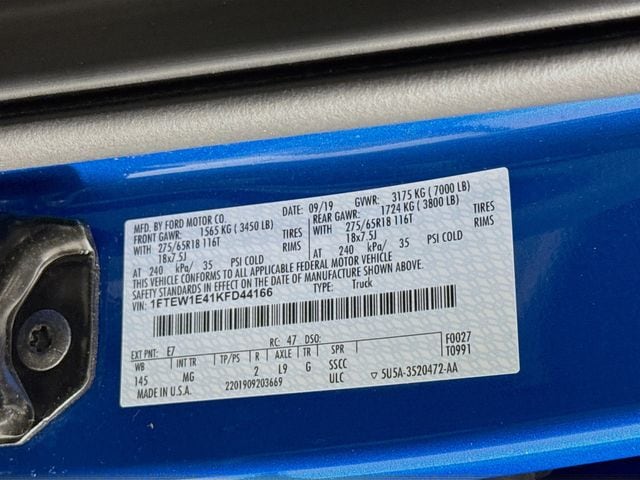 MFD. BY FORD MOTOR CO. DATE: 09/19 GVWR: 3175 KG ( 7000 LB)
FRONT GAWR: 1565 KG ( 3450 LB) REAR GAWR: 1724 KG ( 3800 LB)
WITH 275/65R18 116T TIRES WITH 275/65R18 116T TIRES
18x7.5J RIMS 18x7.5J RIMS
AT 240 kPa/ 35 PSI COLD AT 240 kPa/ 35 PSI COLD
THIS VEHICLE CONFORMS TO ALL APPLICABLE FEDERAL MOTOR VEHICLE
SAFETY STANDARDS IN EFFECT ON THE DATE OF MANUFACTURE SHOWN ABOVE.
VIN: 1FTEW1E41KFD44166 TYPE: Truck
EXT PNT: E7 RC: 47 DSO: F0027
WB TP/PS R AXLE TR SPR T0991
145 MG 2 L9 G SSCC
MADE IN U.S.A. 2201909203669 ULC ▽ 5U5A-3520472-AA